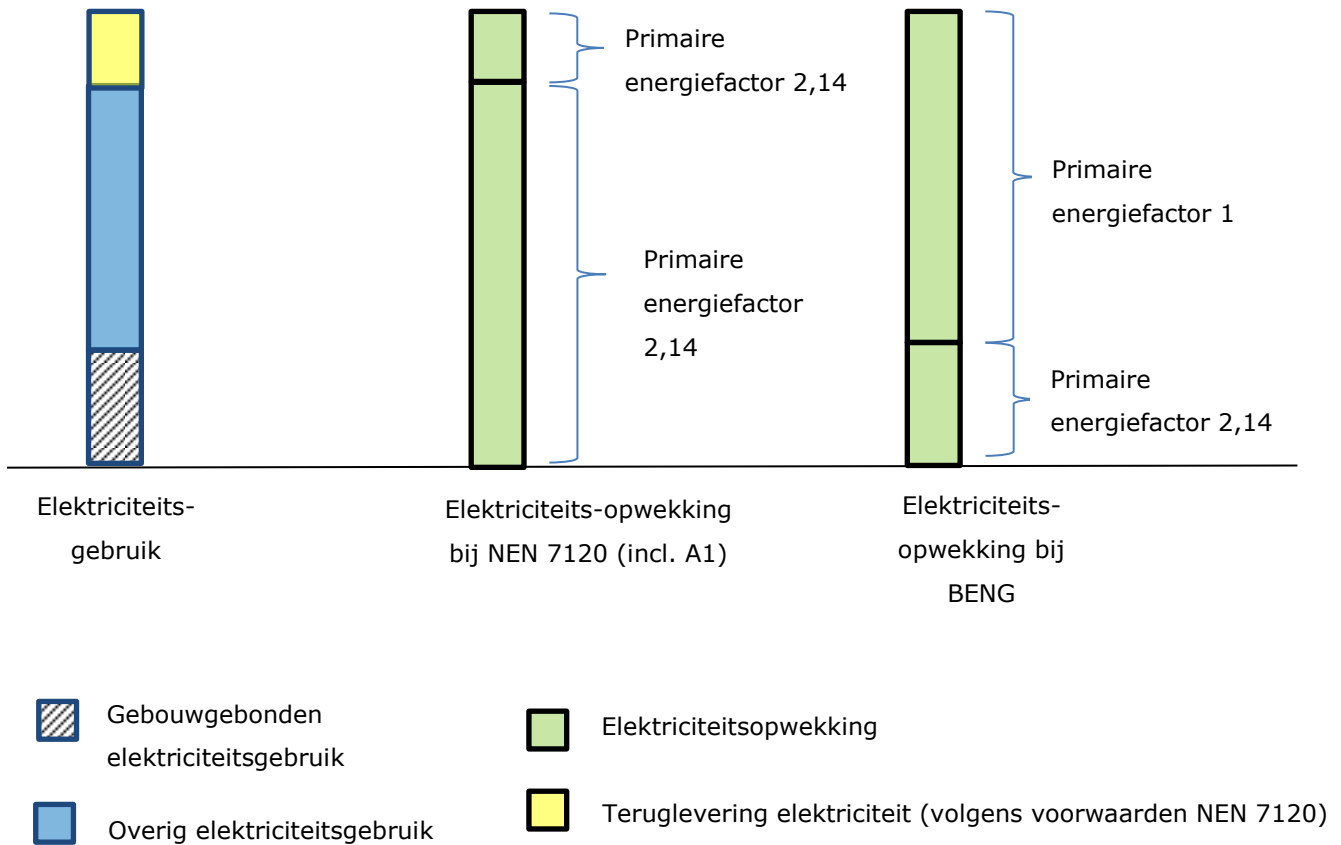 Primaire
energiefactor 2,14
Primaire
energiefactor 1
Primaire
energiefactor
2,14
Primaire
energiefactor 2,14
Elektriciteits-
gebruik
Elektriciteits-opwekking
bij NEN 7120 (incl. A1)
Elektriciteits-
opwekking bij
BENG
Gebouwgebonden
elektriciteitsgebruik
Elektriciteitsopwekking
Overig elektriciteitsgebruik
Teruglevering elektriciteit (volgens voorwaarden NEN 7120)